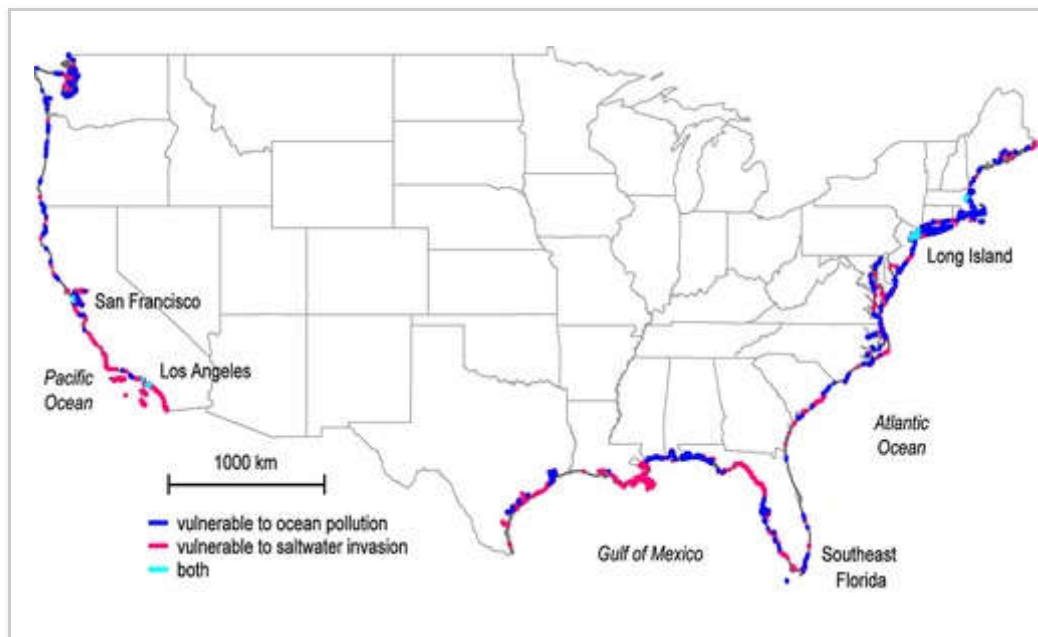 Long Island
San Francisco
Los Angeles
Pacific
Ocean
Atlantic
Ocean
1000 km
vulnerable to ocean pollution
vulnerable to saltwater invasion
both
Gulf of Mexico
Southeast
Florida